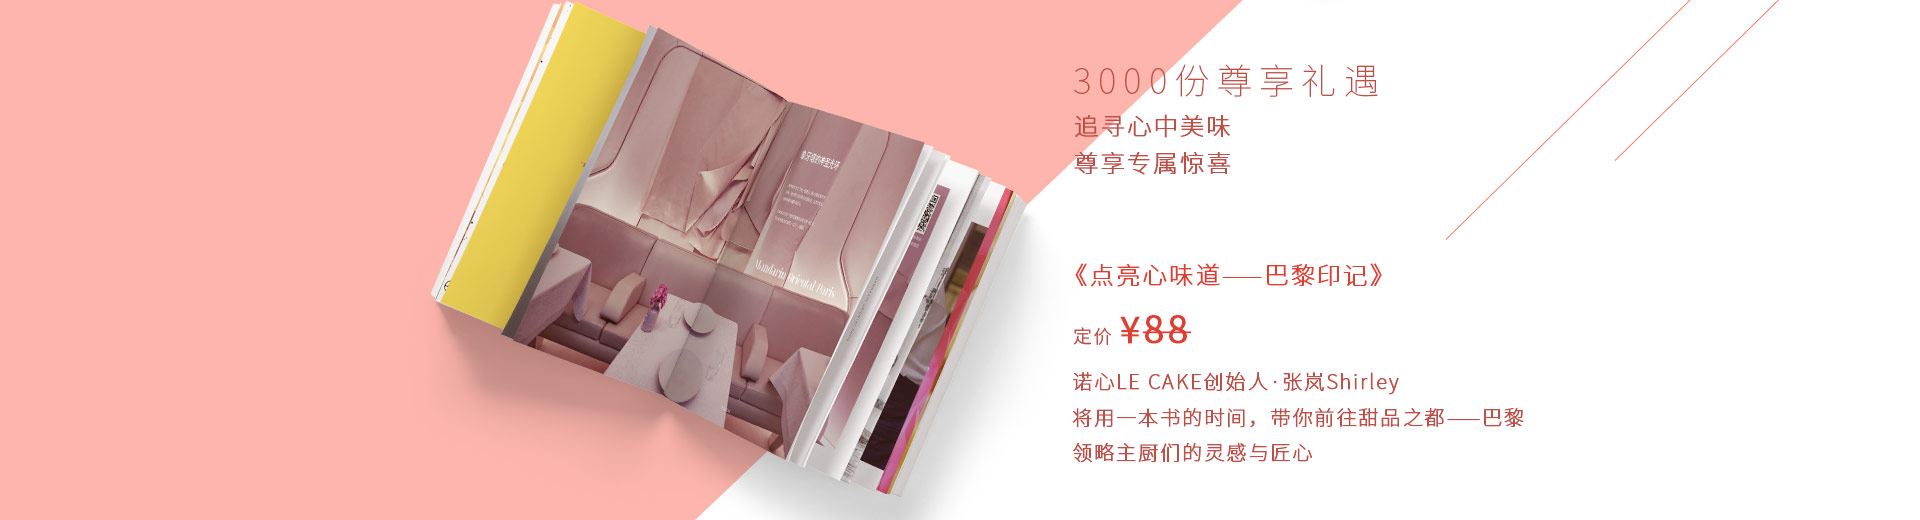 3000份尊享礼遇
追寻心中美味
尊享专属惊喜
《点亮心味道——巴黎印记》
定价 ¥88
诺心LE CAKE创始人·张岚Shirley
将用一本书的时间，带你前往甜品之都——巴黎
领略主厨们的灵感与匠心
Mandarin Oriental Paris